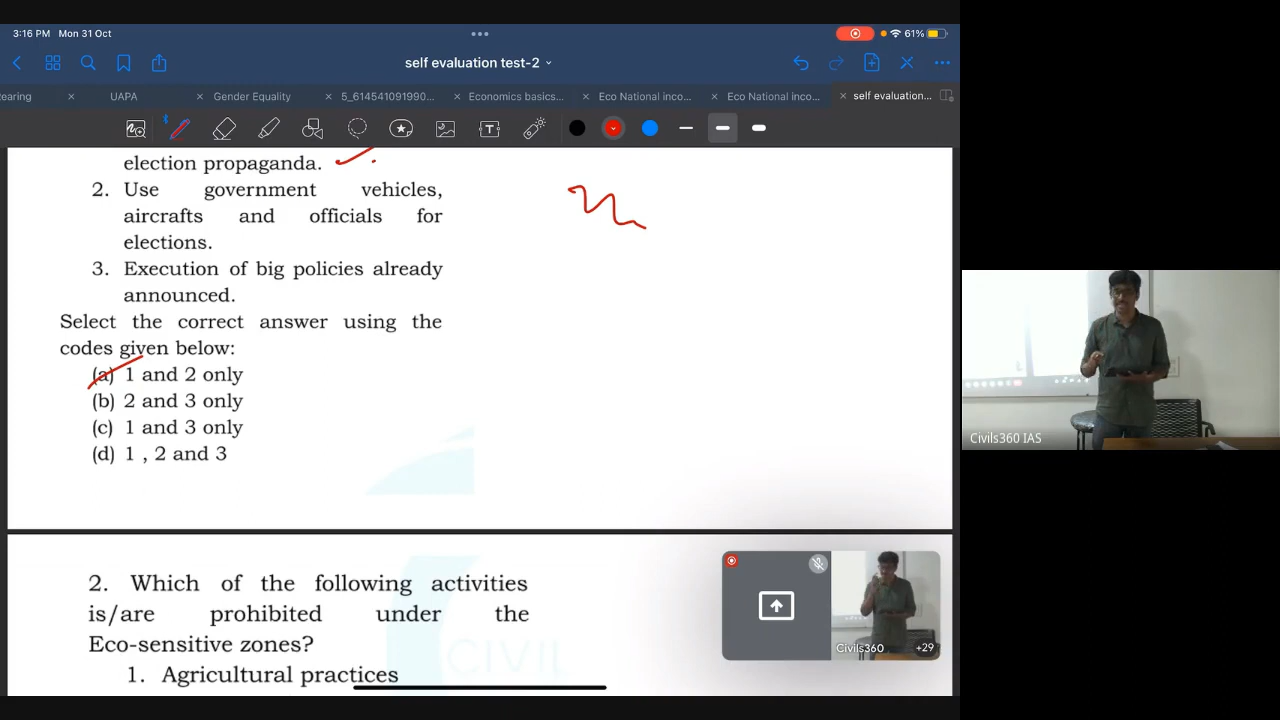 3:16 PM Mon 31 Oct
61%
self evaluation test-2
earing
UAPA
Gender Equality
5_614541091990...
Economics basics...
Eco National inco...
Eco National inco...
self evaluation...
election propaganda.
2. Use government vehicles,
aircrafts and officials for
elections.
3. Execution of big policies already
announced.
Select the correct answer using the
codes given below:
(a) 1 and 2 only
(b) 2 and 3 only
(c) 1 and 3 only
(d) 1 , 2 and 3
2. Which of the following activities
is/are prohibited under the
Eco-sensitive zones?
1. Agricultural practices
CIVIL
Civils360
+29
Civils360 IAS